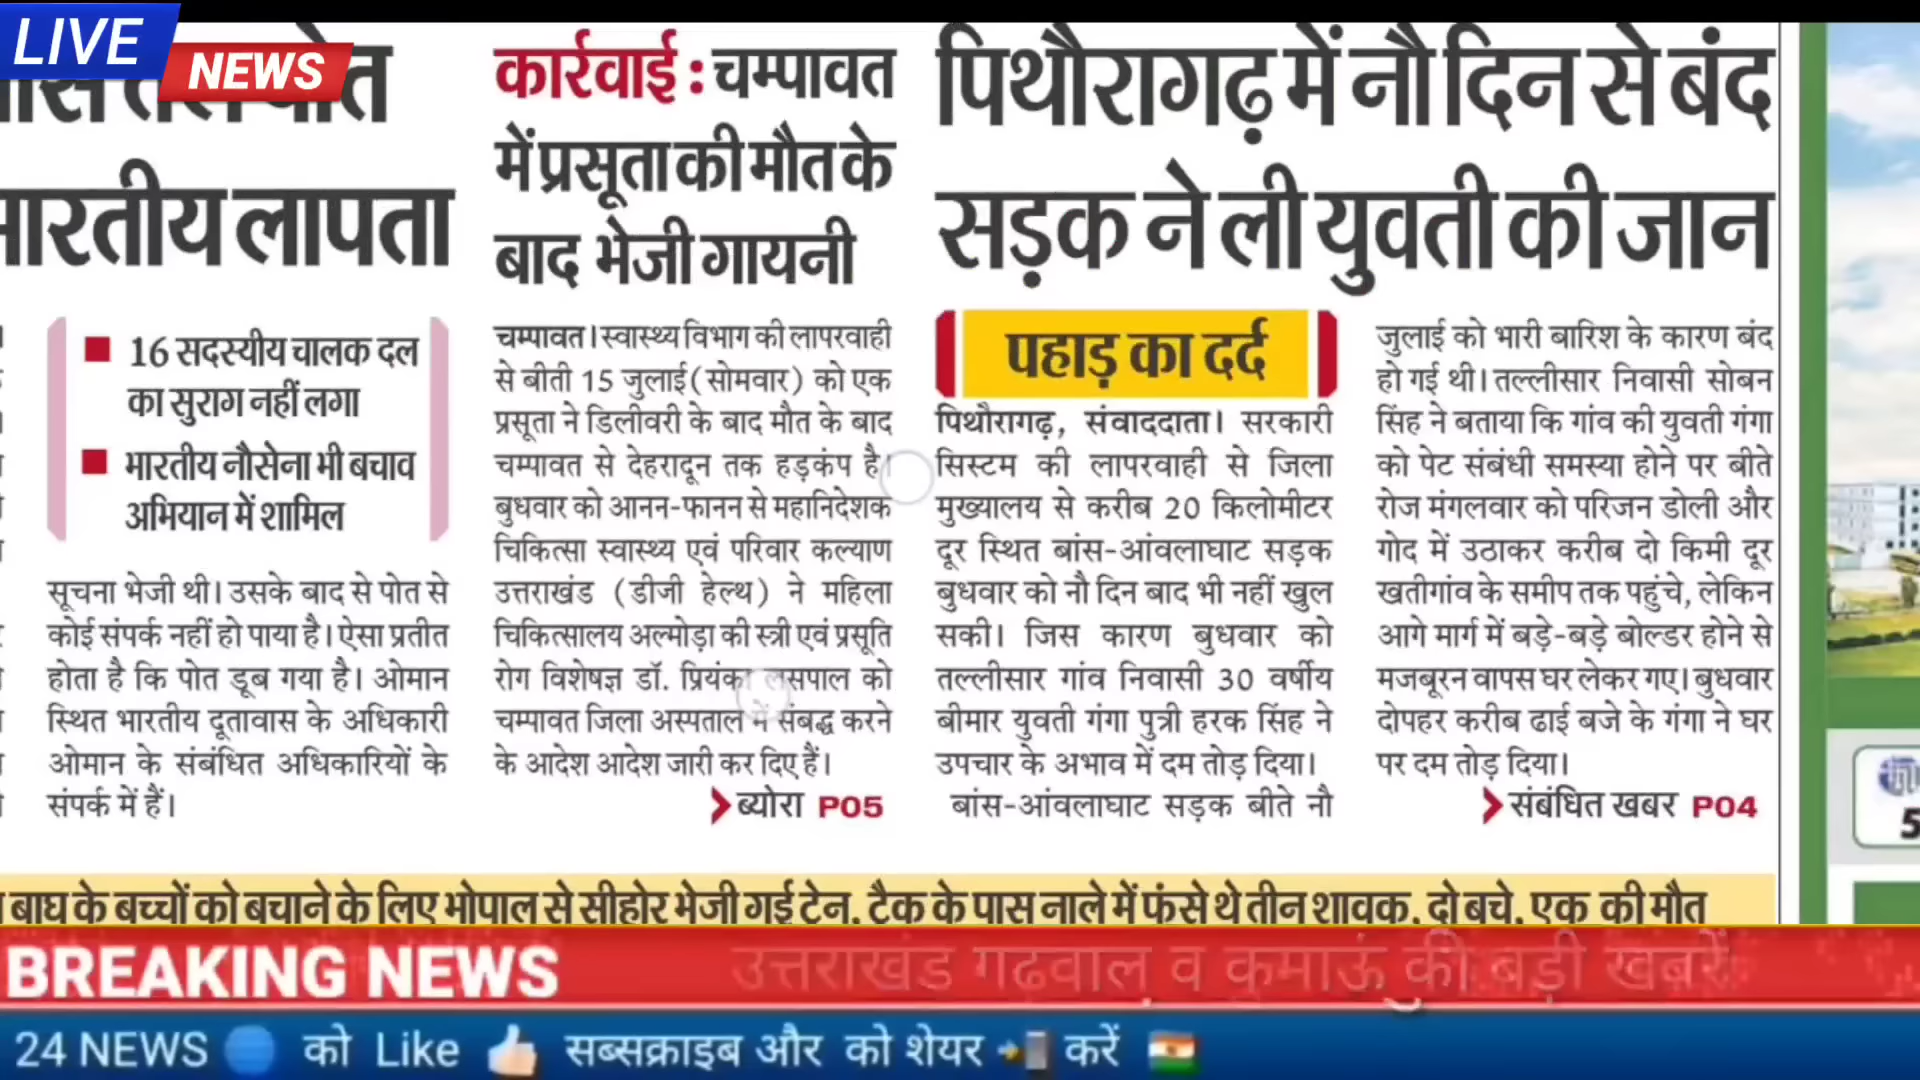 LIVE
NEWS
भारतीय लापता
16 सदस्यीय चालक दल
का सुराग नहीं लगा
भारतीय नौसेना भी बचाव
अभियान में शामिल
सूचना भेजी थी। उसके बाद से पोत से
कोई संपर्क नहीं हो पाया है। ऐसा प्रतीत
होता है कि पोत डूब गया है। ओमान
स्थित भारतीय दूतावास के अधिकारी
ओमान के संबंधित अधिकारियों के
संपर्क में हैं।
कार्रवाई : चम्पावत
में प्रसूता की मौत के
बाद भेजी गायनी
चम्पावत। स्वास्थ्य विभाग की लापरवाही
से बीती 15 जुलाई (सोमवार) को एक
प्रसूता ने डिलीवरी के बाद मौत के बाद
चम्पावत से देहरादून तक हड़कंप है।
बुधवार को आनन-फानन से महानिदेशक
चिकित्सा स्वास्थ्य एवं परिवार कल्याण
उत्तराखंड (डीजी हेल्थ) ने महिला
चिकित्सालय अल्मोड़ा की स्त्री एवं प्रसूति
रोग विशेषज्ञ डॉ. प्रियंका को
चम्पावत जिला अस्पताल में संबद्ध करने
के आदेश आदेश जारी कर दिए हैं।
ब्योरा P05
पिथौरागढ़ में नौ दिन से बंद
सड़क ने ली युवती की जान
पहाड़ का दर्द
पिथौरागढ़, संवाददाता। सरकारी
सिस्टम की लापरवाही से जिला
मुख्यालय से करीब 20 किलोमीटर
दूर स्थित बांस-आंवलाघाट सड़क
बुधवार को नौ दिन बाद भी नहीं खुल
सकी। जिस कारण बुधवार को
तल्लीसार गांव निवासी 30 वर्षीय
बीमार युवती गंगा पुत्री हरक सिंह ने
उपचार के अभाव में दम तोड़ दिया।
बांस-आंवलाघाट सड़क बीते नौ
जुलाई को भारी बारिश के कारण बंद
हो गई थी। तल्लीसार निवासी सोबन
सिंह ने बताया कि गांव की युवती गंगा
को पेट संबंधी समस्या होने पर बीते
रोज मंगलवार को परिजन डोली और
गोद में उठाकर करीब दो किमी दूर
खतीगांव के समीप तक पहुंचे, लेकिन
आगे मार्ग में बड़े-बड़े बोल्डर होने से
मजबूरन वापस घर लेकर गए। बुधवार
दोपहर करीब ढाई बजे के गंगा ने घर
पर दम तोड़ दिया।
संबंधित खबर P04
बाघ के बच्चों को बचाने के लिए भोपाल से सीहोर भेजी गई ट्रेन, ट्रैक के पास नाले में फंसे थे तीन शावक, दो बचे, एक की मौत
BREAKING NEWS
उत्तराखंड गढ़वाल व कुमाऊं की बड़ी खबरें
24 NEWS 🔵 को Like 👍 सब्सक्राइब और को शेयर 📲 करें 🇮🇳